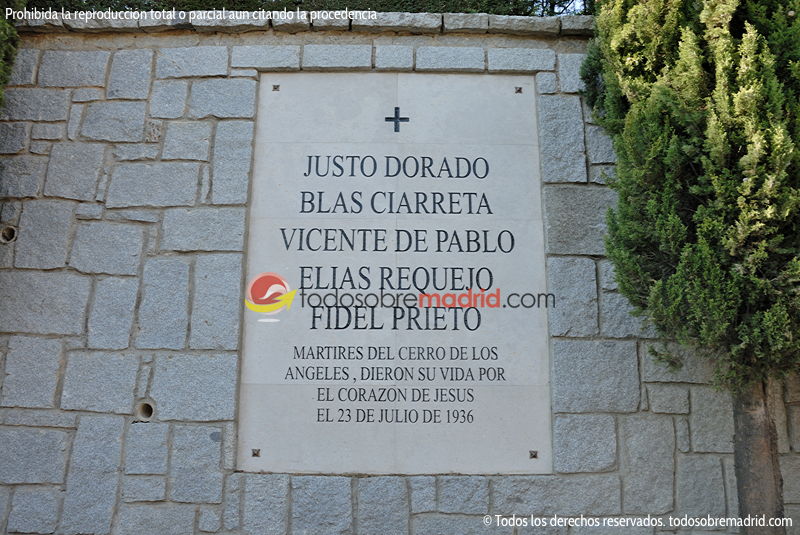 Prohibida la reproducción total o parcial aun citando la procedencia
JUSTO DORADO
BLAS CIARRETA
VICENTE DE PABLO
ELIAS REQUEJO
todosobremadrid.com
FIDEL PRIETO
MARTIRES DEL CERRO DE LOS
ANGELES , DIERON SU VIDA POR
EL CORAZON DE JESUS
EL 23 DE JULIO DE 1936
© Todos los derechos reservados. todosobremadrid.com